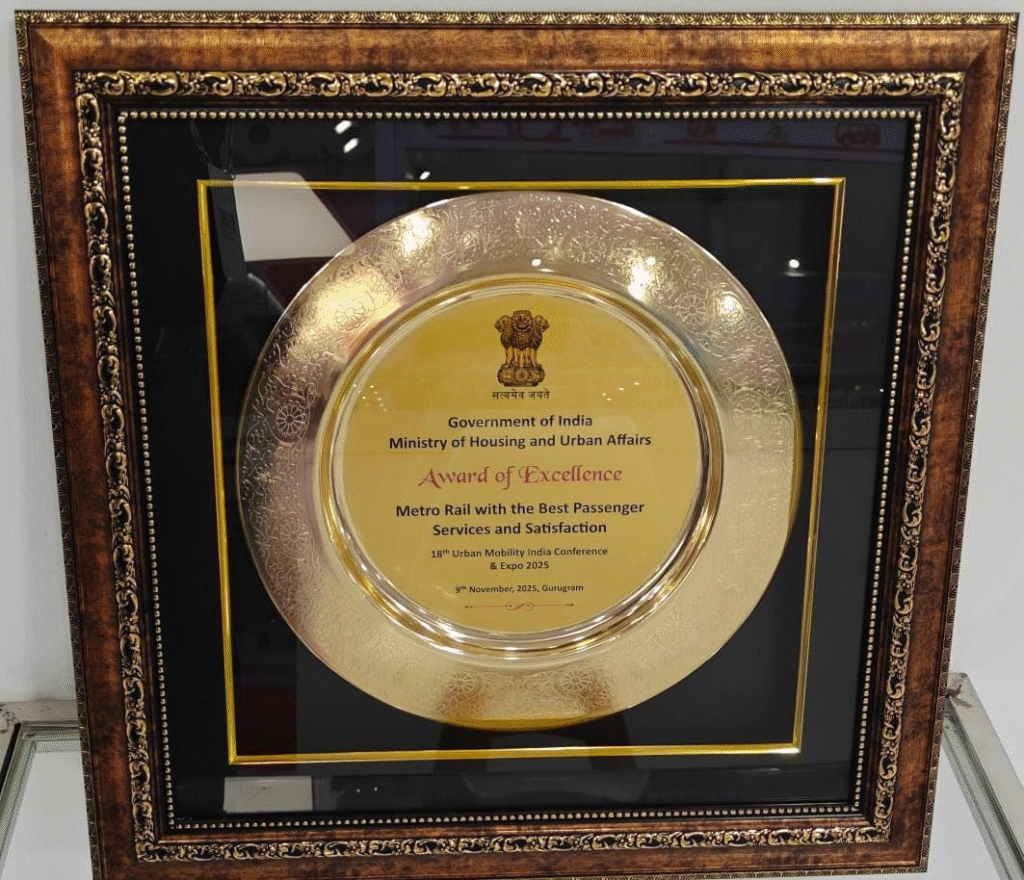 सत्यमेव जयते
Government of India
Ministry of Housing and Urban Affairs
Award of Excellence
Metro Rail with the Best Passenger
Services and Satisfaction
18th Urban Mobility India Conference
& Expo 2025
9th November, 2025, Gurugram